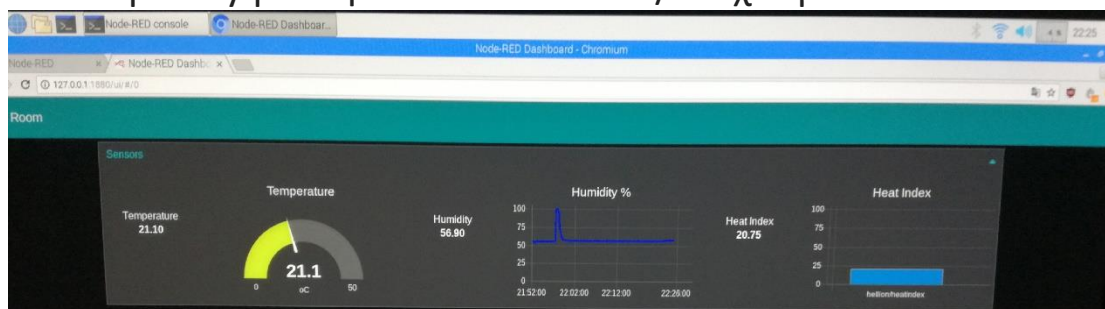 Node-RED console
Node-RED Dashboar...
22:25
Node-RED Dashboard - Chromium
Node-RED
Node-RED Dashbo
127.0.0.1:1880/ui/#/0
Room
Sensors
Temperature
Temperature
21.10
21.1
0
oC
50
Humidity
56.90
Humidity %
100
75
50
25
0
21:52:00
22:02:00
22:12:00
22:26:00
Heat Index
20.75
Heat Index
100
75
50
25
0
hellion/heatindex